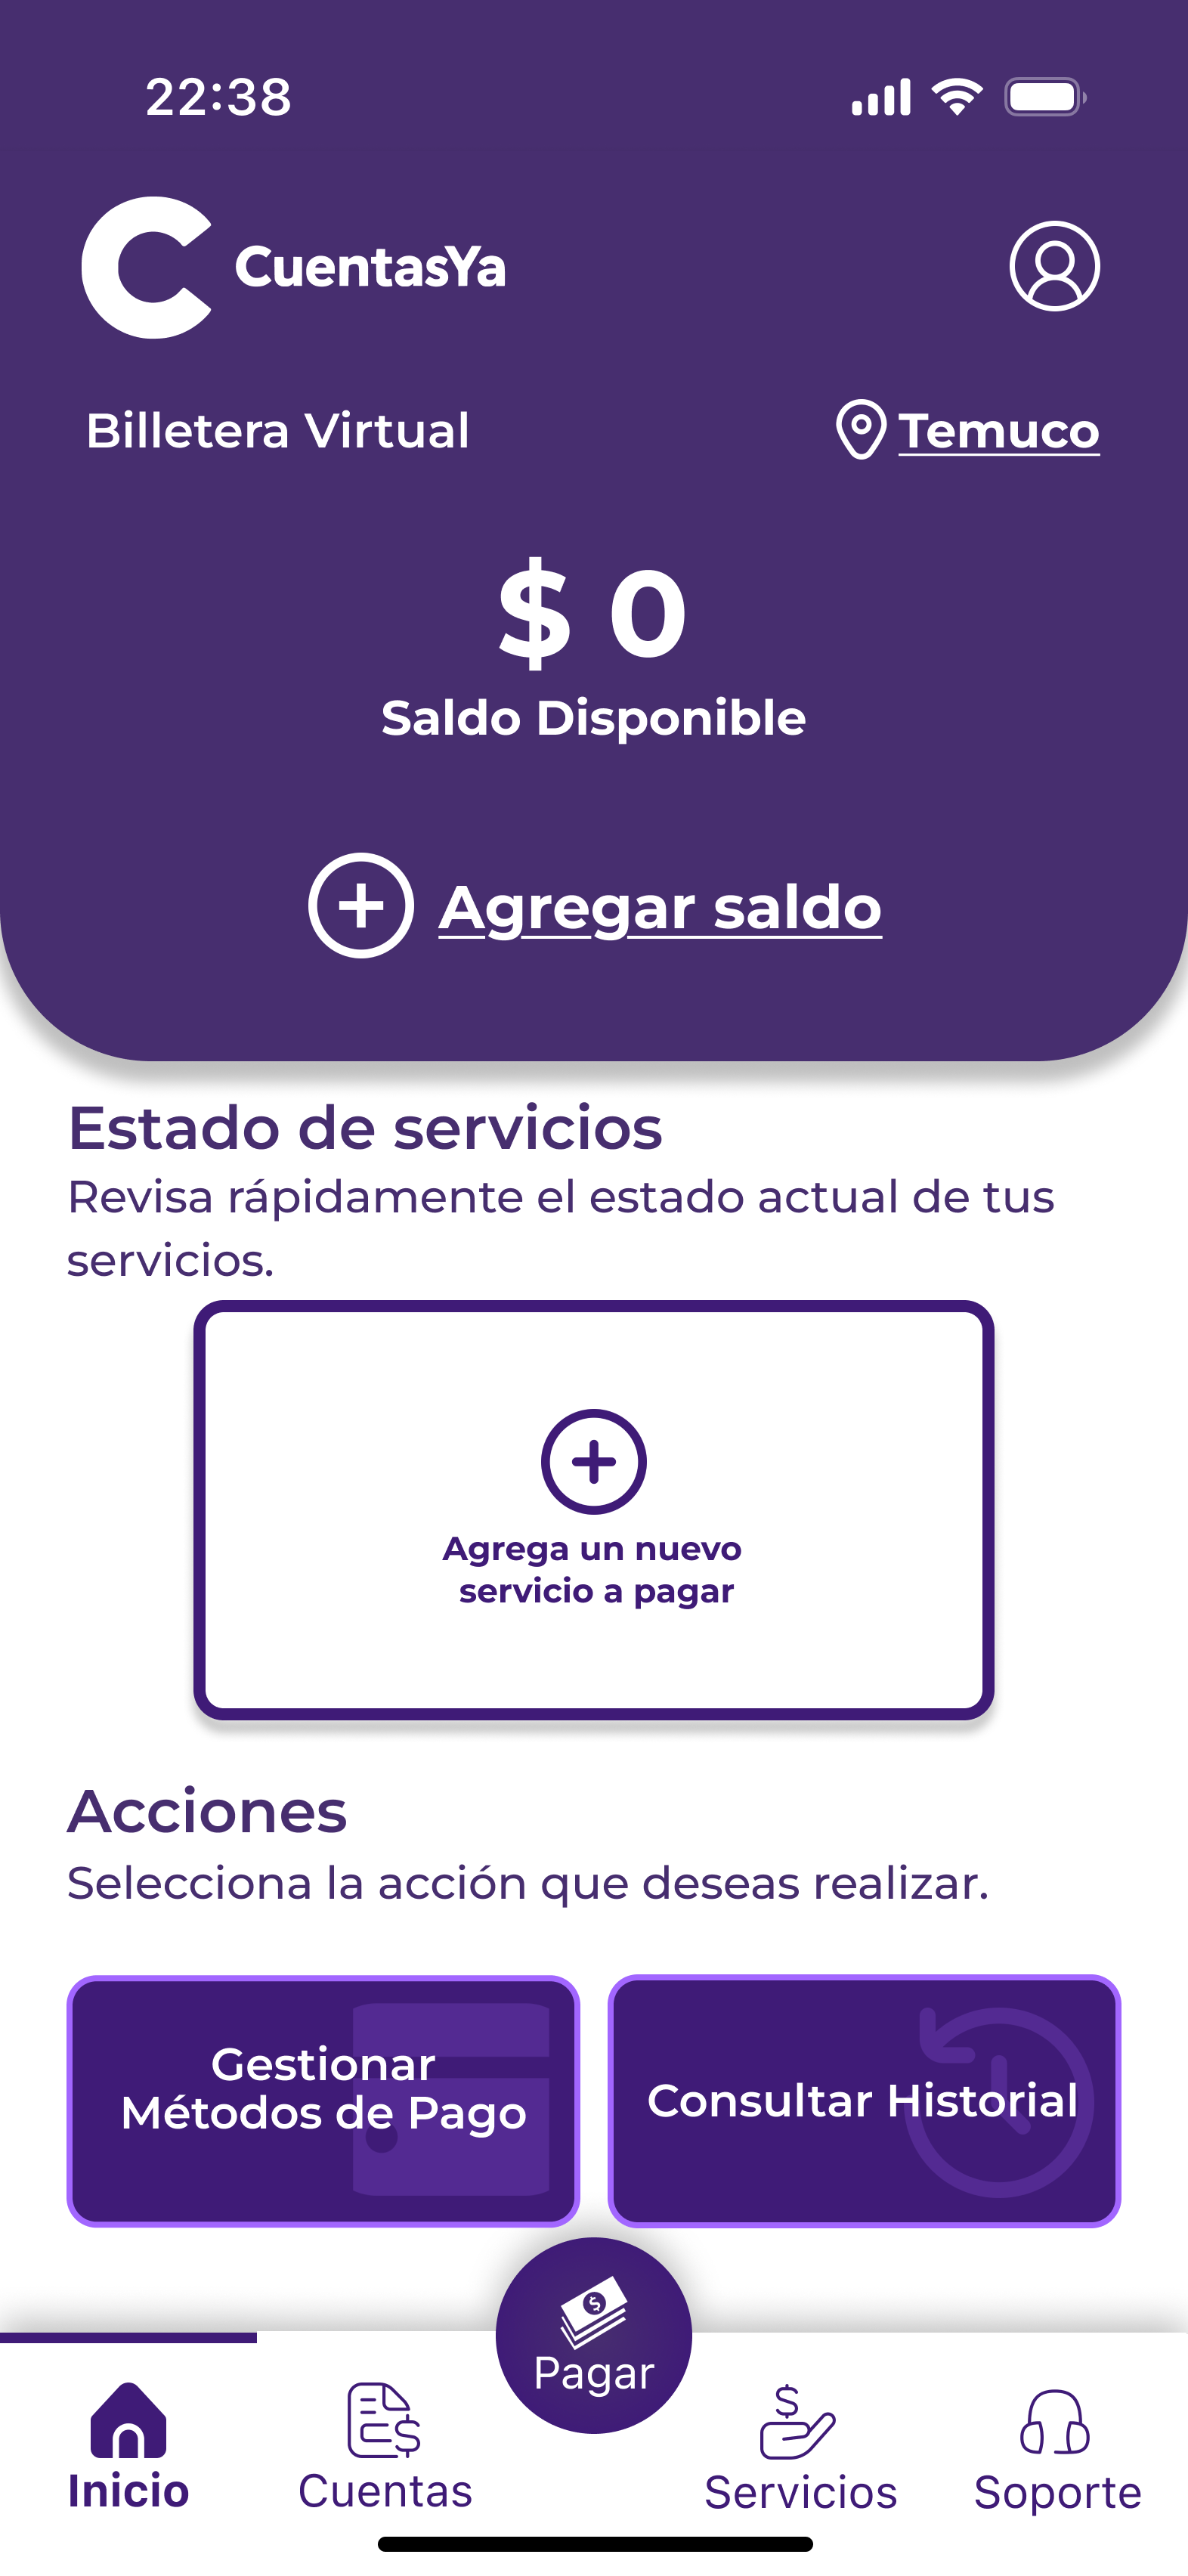 22:38
CuentasYa
Billetera Virtual
Temuco
$ 0
Saldo Disponible
Agregar saldo
Estado de servicios
Revisa rápidamente el estado actual de tus
servicios.
Agrega un nuevo
servicio a pagar
Acciones
Selecciona la acción que deseas realizar.
Gestionar
Métodos de Pago
Consultar Historial
Pagar
Inicio
Cuentas
Servicios
Soporte